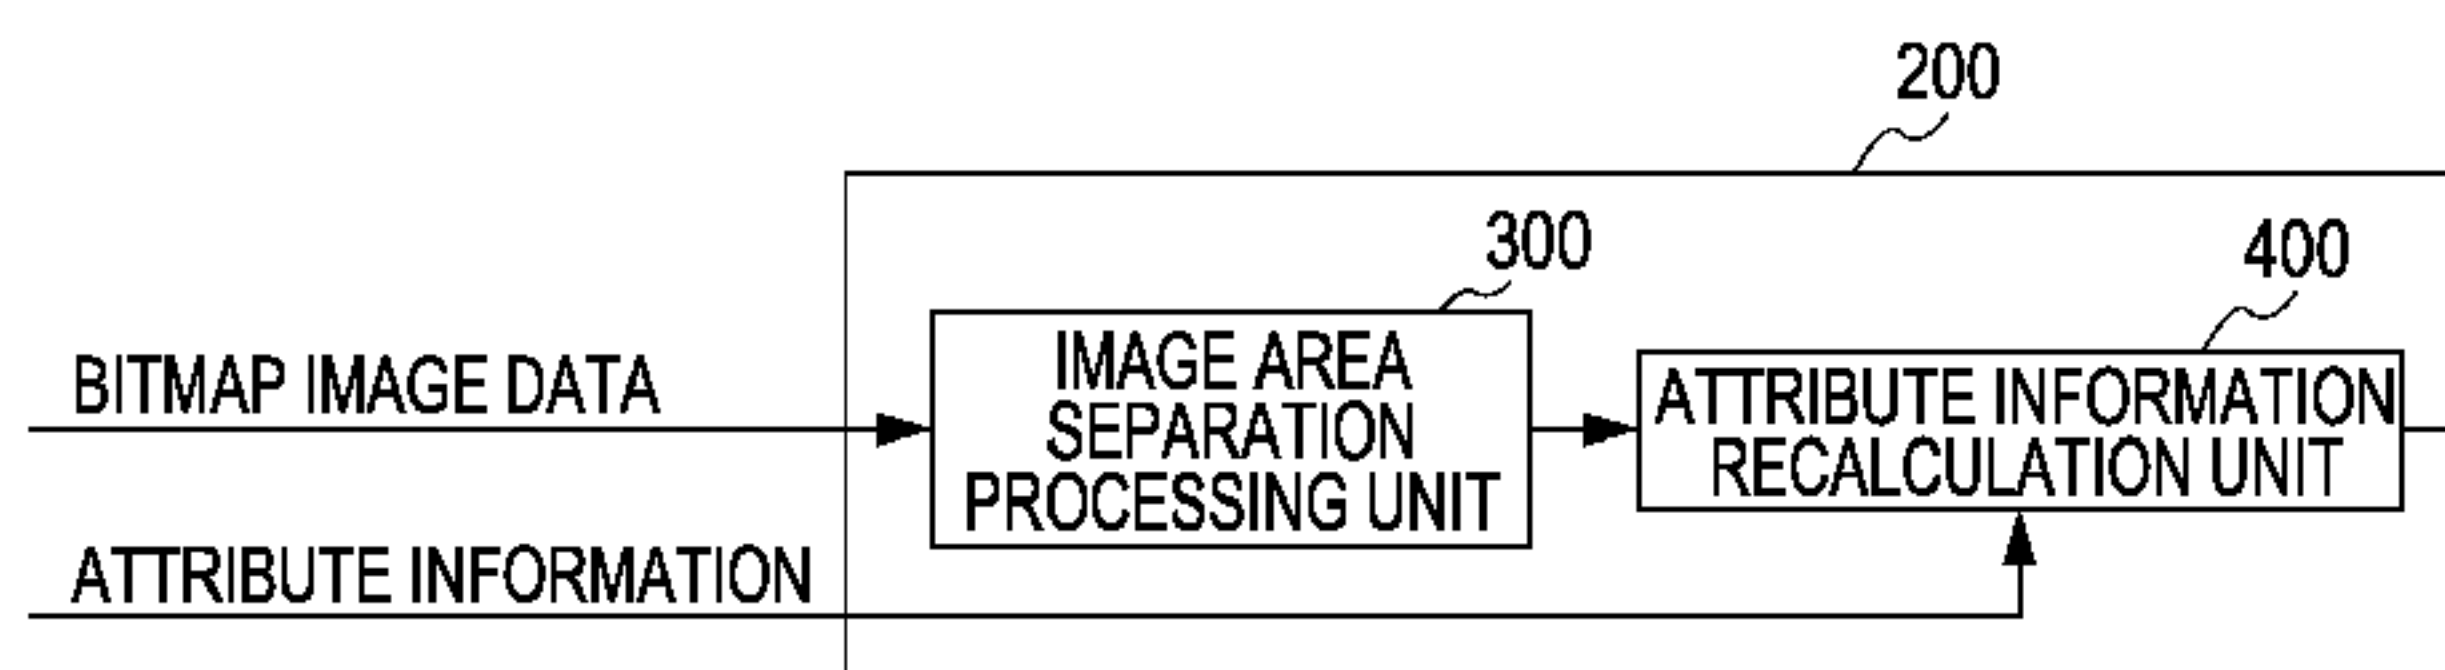 200
300
400
BITMAP IMAGE DATA
IMAGE AREA
SEPARATION
PROCESSING UNIT
ATTRIBUTE INFORMATION
RECALCULATION UNIT
ATTRIBUTE INFORMATION